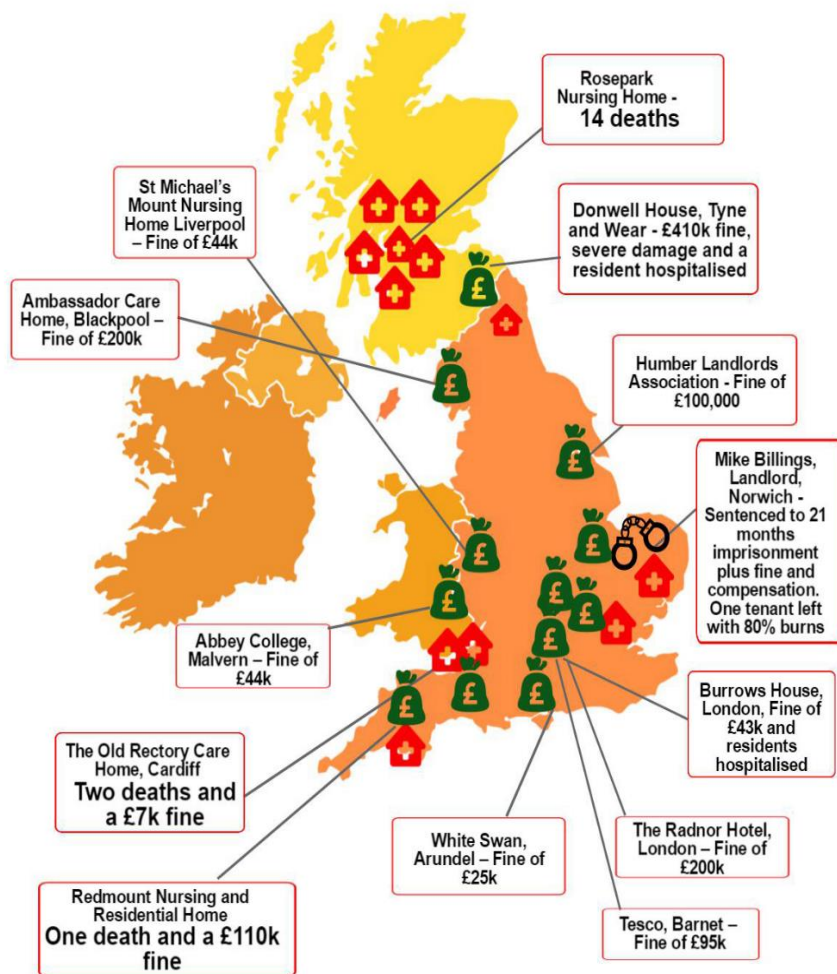 Rosepark
Nursing Home -
14 deaths
St Michael's
Mount Nursing
Home Liverpool
– Fine of £44k
Donwell House, Tyne
and Wear - £410k fine,
severe damage and a
resident hospitalised
Ambassador Care
Home, Blackpool –
Fine of £200k
Humber Landlords
Association - Fine of
£100,000
Mike Billings,
Landlord,
Norwich -
Sentenced to 21
months
imprisonment
plus fine and
compensation.
One tenant left
with 80% burns
Abbey College,
Malvern – Fine of
£44k
Burrows House,
London, Fine of
£43k and
residents
hospitalised
The Old Rectory Care
Home, Cardiff
Two deaths and
a £7k fine
White Swan,
Arundel – Fine of
£25k
The Radnor Hotel,
London – Fine of
£200k
Redmount Nursing and
Residential Home
One death and a £110k
fine
Tesco, Barnet –
Fine of £95k
£
£
£
£
£
£
£
£
£
£
£
£